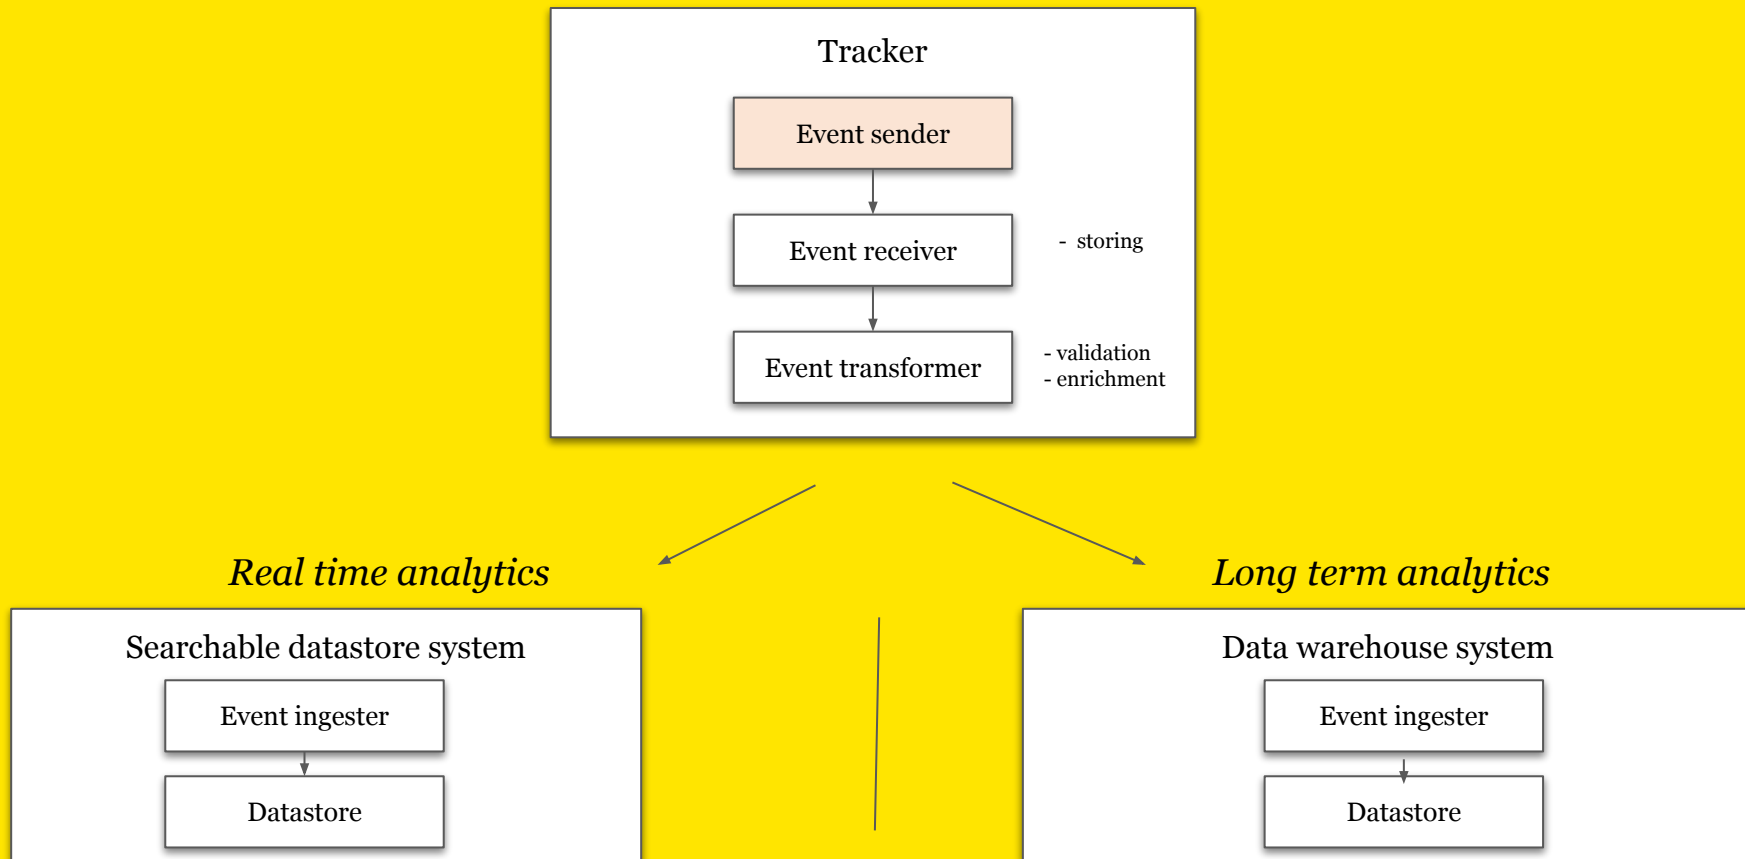 Tracker
Event sender
Event receiver
- storing
Event transformer
- validation
- enrichment
Real time analytics
Long term analytics
Searchable datastore system
Event ingester
Datastore
Data warehouse system
Event ingester
Datastore